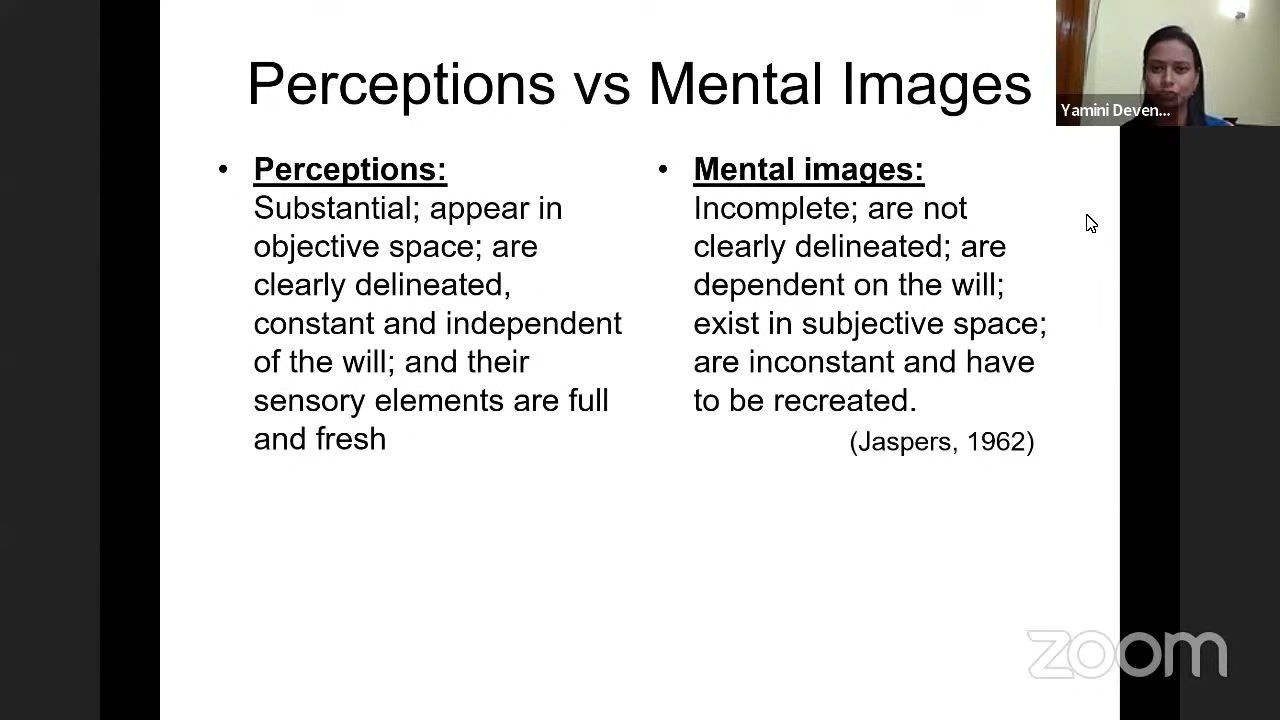 Perceptions vs Mental Images
Yamini Deven...
• Perceptions:
Substantial; appear in
objective space; are
clearly delineated,
constant and independent
of the will; and their
sensory elements are full
and fresh
• Mental images:
Incomplete; are not
clearly delineated; are
dependent on the will;
exist in subjective space;
are inconstant and have
to be recreated.
(Jaspers, 1962)
zoom